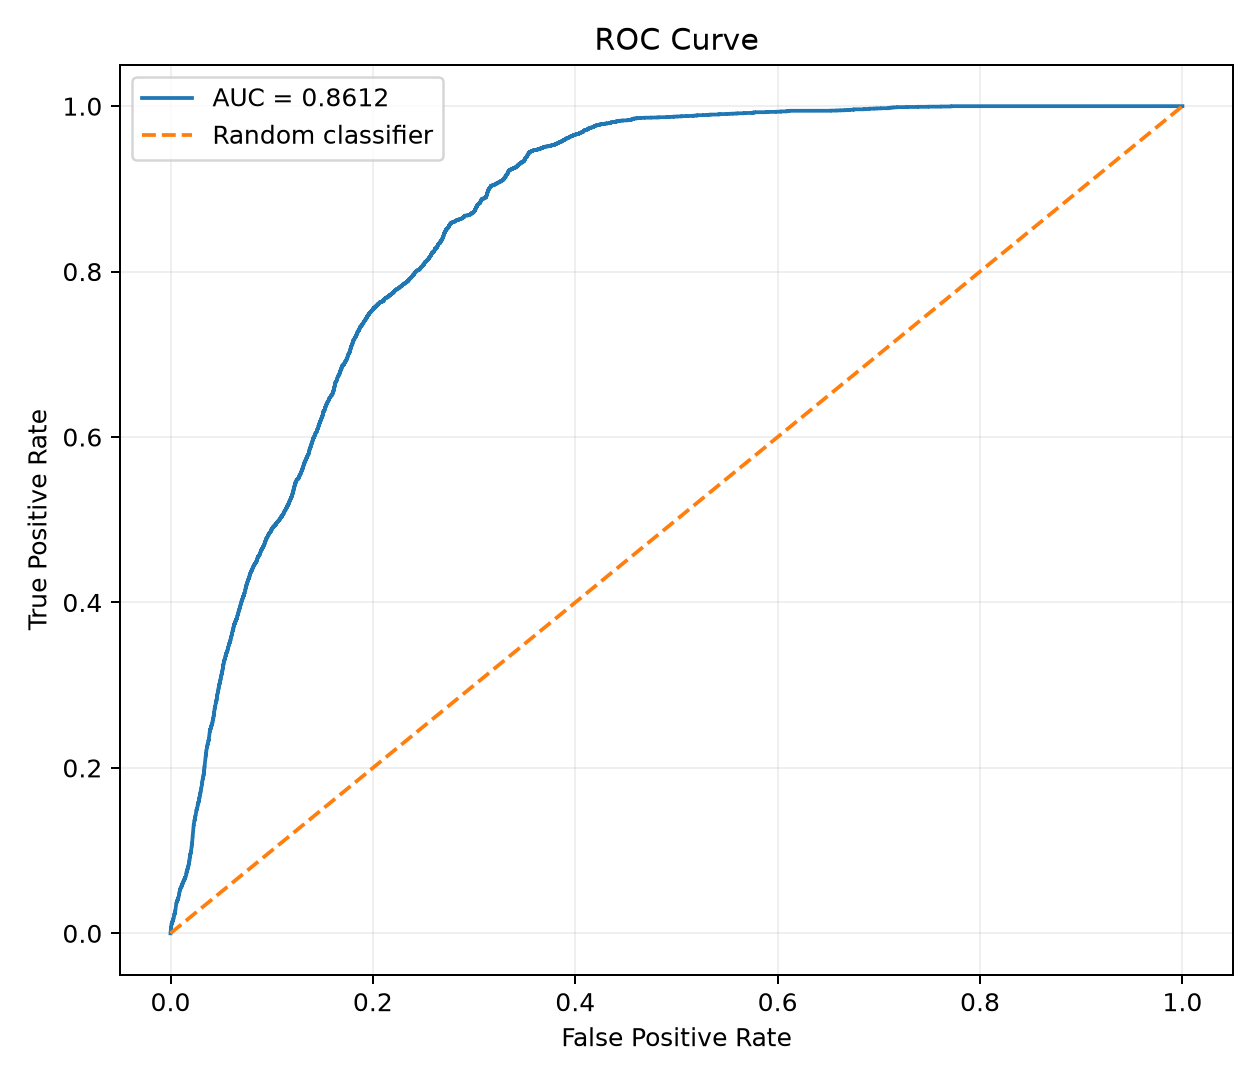 ROC Curve
AUC = 0.8612
Random classifier
1.0
0.8
0.6
0.4
0.2
0.0
True Positive Rate
0.0 0.2 0.4 0.6 0.8 1.0
False Positive Rate